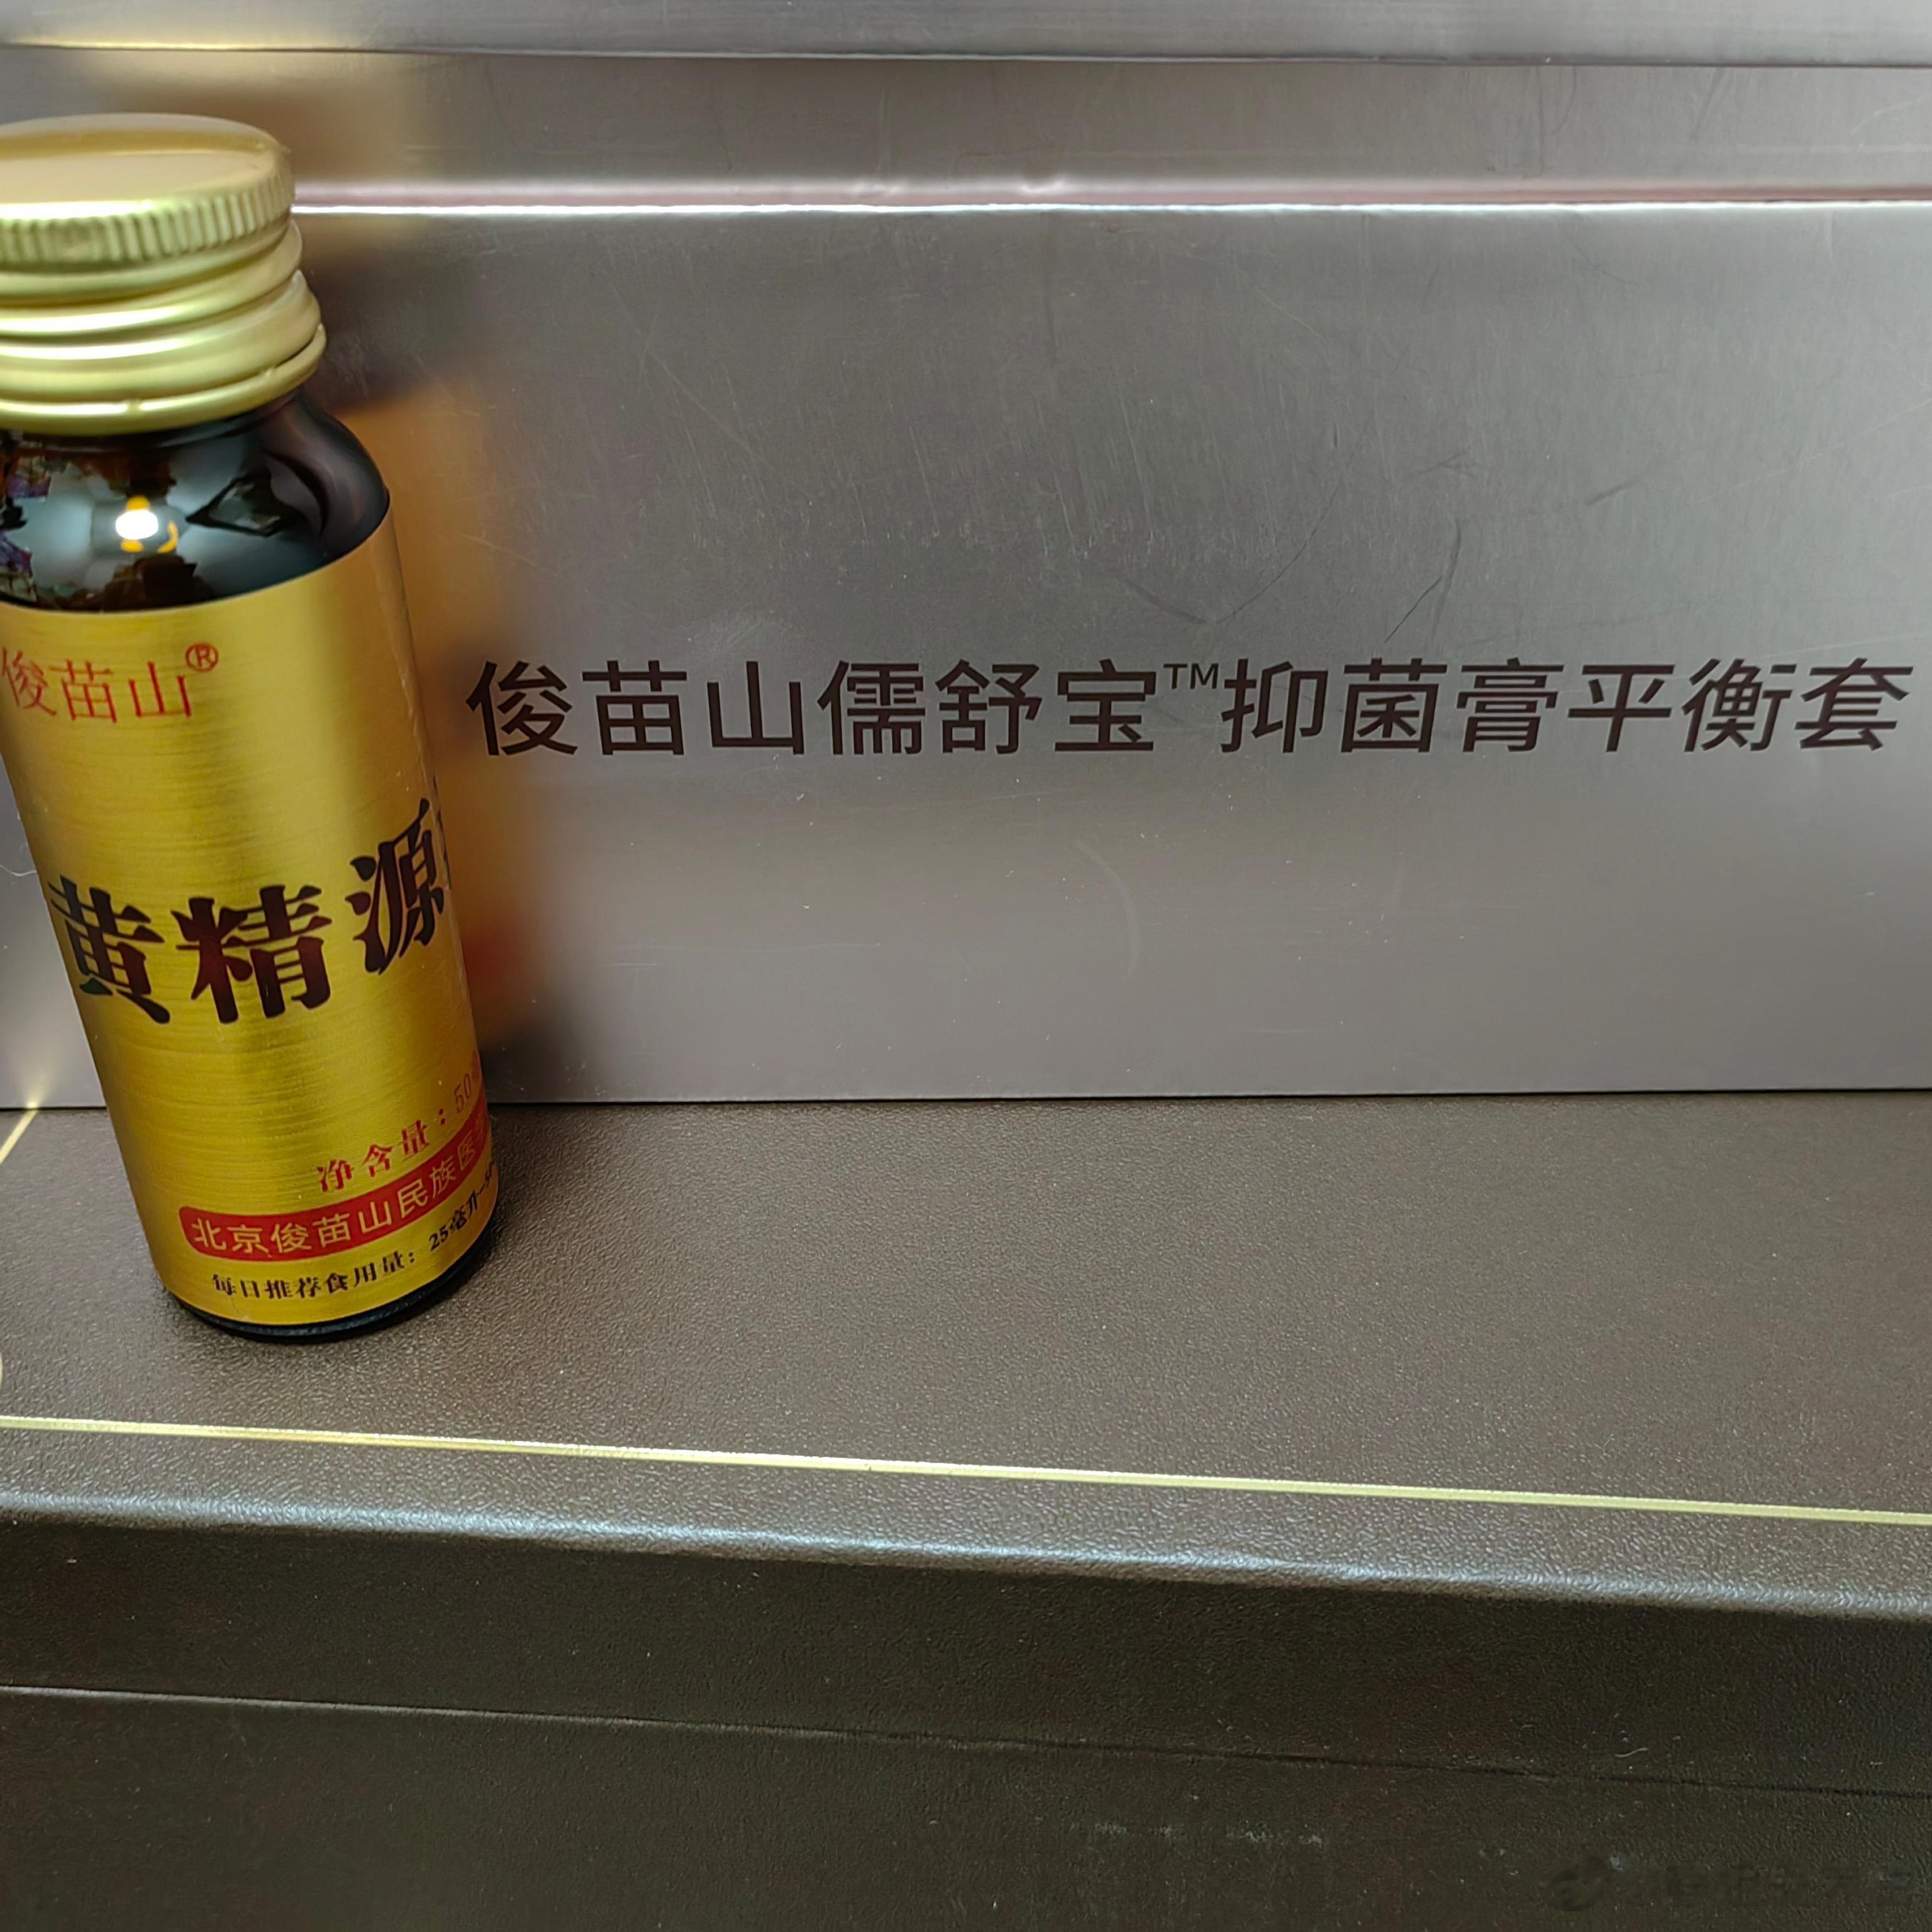 俊苗山®
黄精源
净含量：50
北京俊苗山民族医
每日推荐食用量：25毫升-5
俊苗山儒舒宝™抑菌膏平衡套